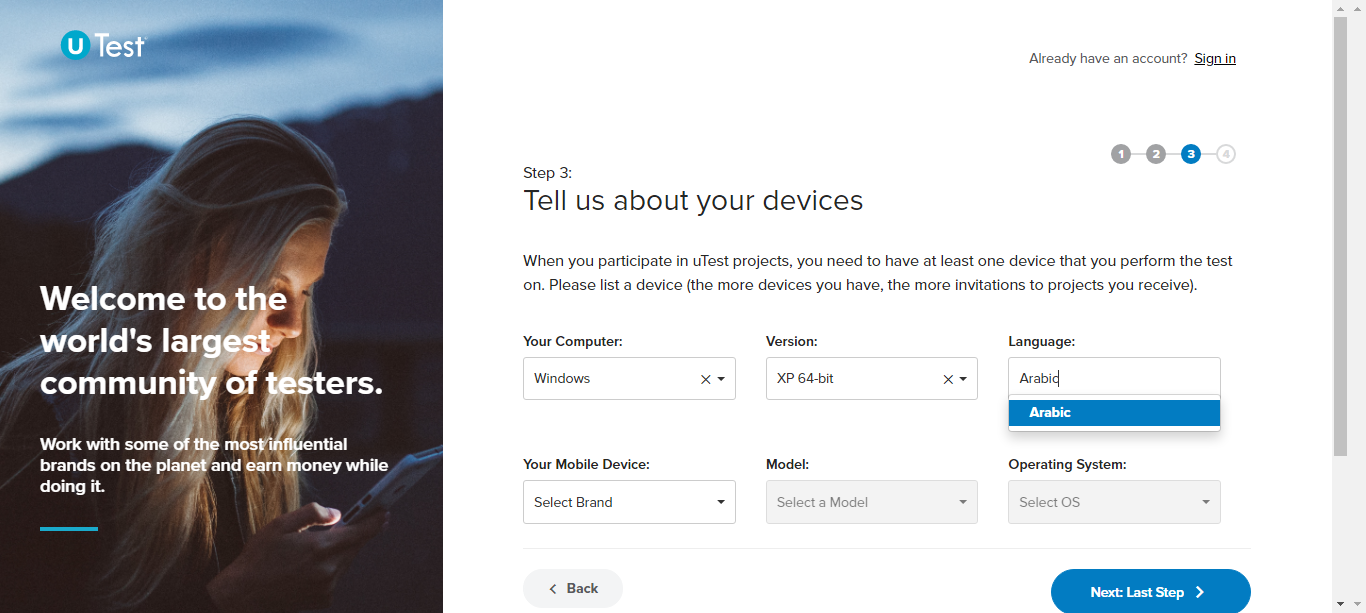 U Test
Already have an account? Sign in
1 2 3 4
Step 3:
Tell us about your devices
When you participate in uTest projects, you need to have at least one device that you perform the test
on. Please list a device (the more devices you have, the more invitations to projects you receive).
Welcome to the
world's largest
community of testers.
Work with some of the most influential
brands on the planet and earn money while
doing it.
Your Computer: Version: Language:
Windows XP 64-bit Arabic
Arabic
Your Mobile Device: Model: Operating System:
Select Brand Select a Model Select OS
Back Next: Last Step